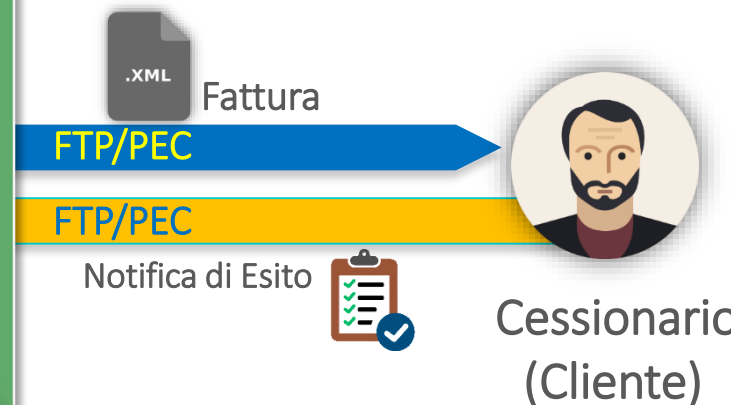 .XML
Fattura
FTP/PEC
FTP/PEC
Notifica di Esito
Cessionario
(Cliente)